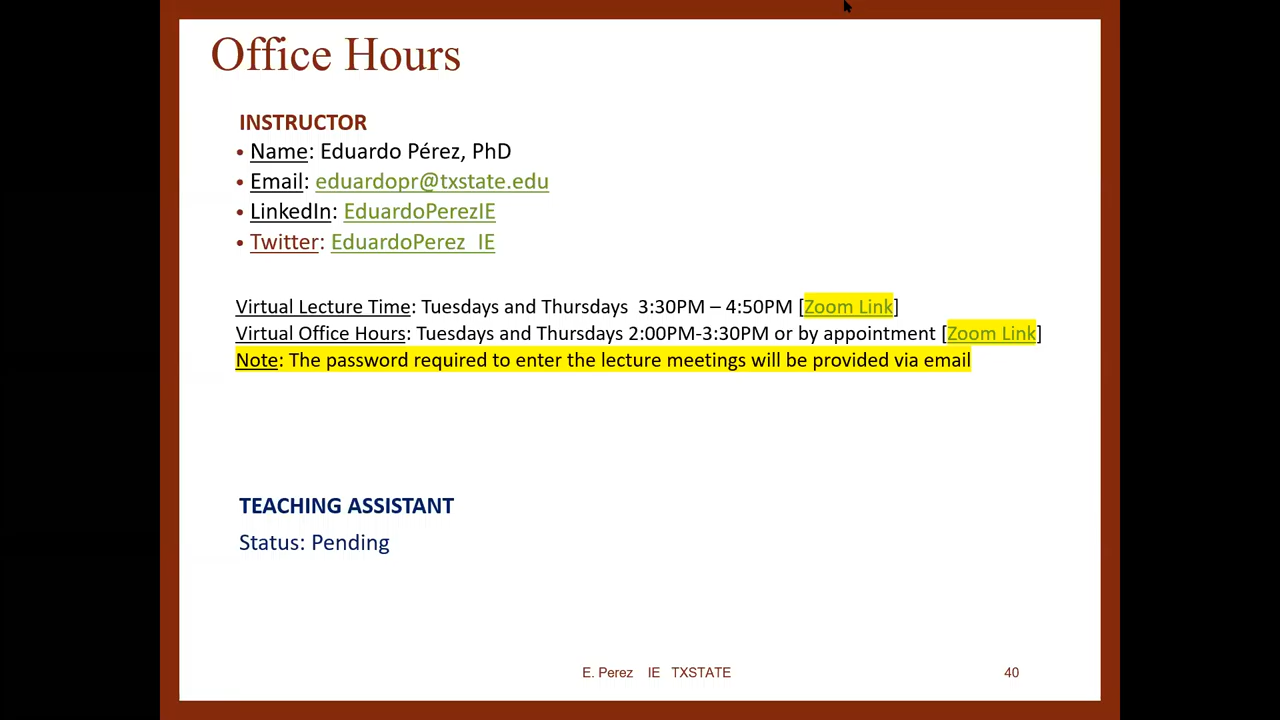 Office Hours
INSTRUCTOR
• Name: Eduardo Pérez, PhD
• Email: eduardopr@txstate.edu
• LinkedIn: EduardoPerezIE
• Twitter: EduardoPerez_IE
Virtual Lecture Time: Tuesdays and Thursdays 3:30PM – 4:50PM [Zoom Link]
Virtual Office Hours: Tuesdays and Thursdays 2:00PM-3:30PM or by appointment [Zoom Link]
Note: The password required to enter the lecture meetings will be provided via email
TEACHING ASSISTANT
Status: Pending
E. Perez IE TXSTATE 40